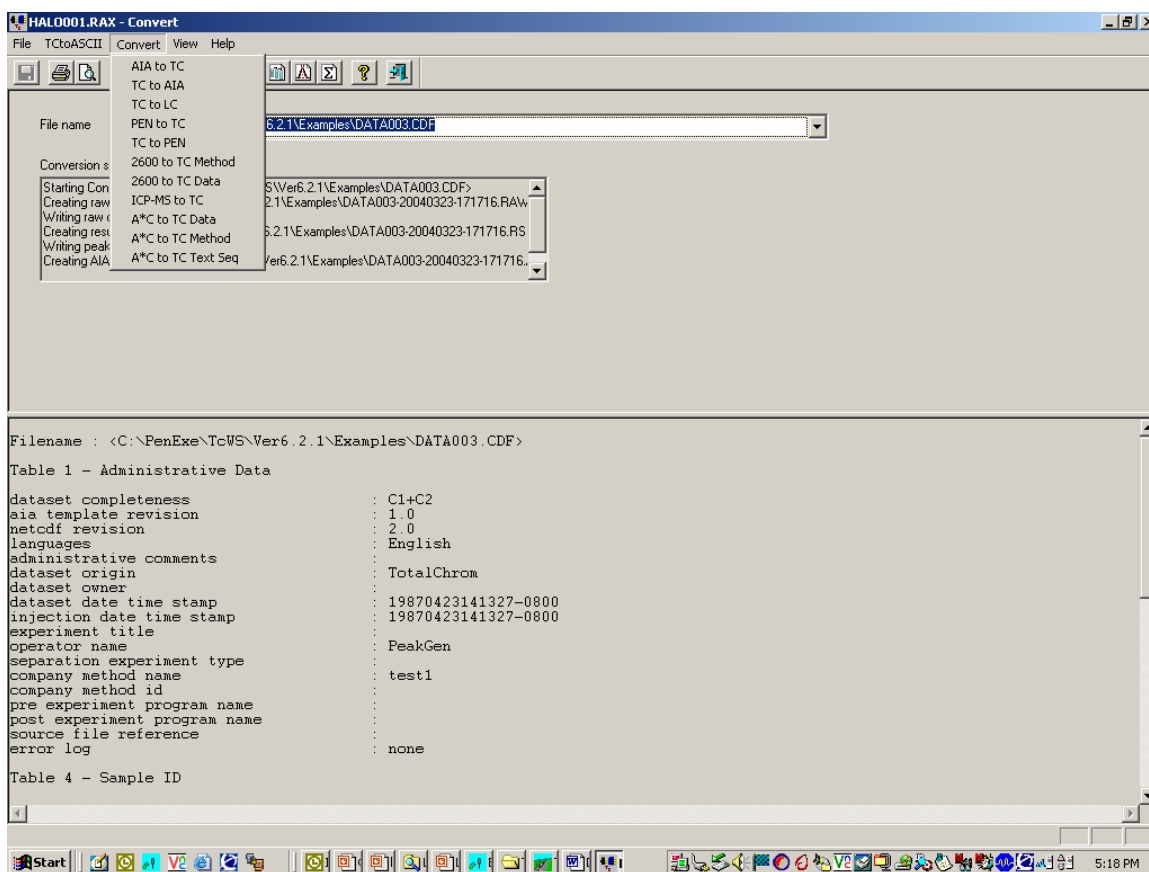 HALO001.RAX - Convert
File TCtoASCII Convert View Help
AIA to TC
TC to AIA
TC to LC
PEN to TC
TC to PEN
2600 to TC Method
2600 to TC Data
ICP-MS to TC
A*C to TC Data
A*C to TC Method
A*C to TC Text Seq
File name 6.2.1\Examples\DATA003.CDF
Conversion s
Starting Con S\Ver6.2.1\Examples\DATA003.CDF>
Creating raw 2.1\Examples\DATA003-20040323-171716.RAW
Writing raw
Creating resu 6.2.1\Examples\DATA003-20040323-171716.RS
Writing peak
Creating AIA /er6.2.1\Examples\DATA003-20040323-171716.
Filename : <C:\PenExe\TcWS\Ver6.2.1\Examples\DATA003.CDF>
Table 1 - Administrative Data
dataset completeness : C1+C2
aia template revision : 1.0
netcdf revision : 2.0
languages : English
administrative comments :
dataset origin : TotalChrom
dataset owner :
dataset date time stamp : 19870423141327-0800
injection date time stamp : 19870423141327-0800
experiment title :
operator name : PeakGen
separation experiment type :
company method name : test1
company method id :
pre experiment program name :
post experiment program name :
source file reference :
error log : none
Table 4 - Sample ID
Start 5:18 PM